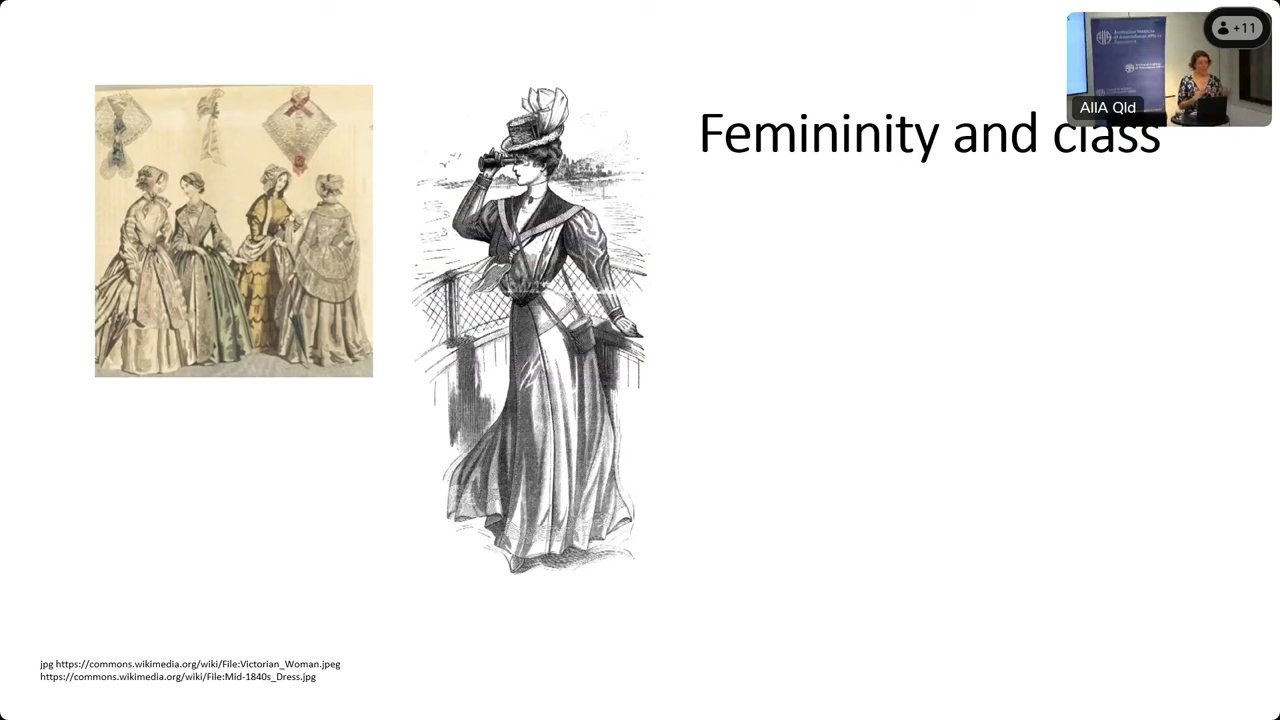 Femininity and class
+11
AIIA Qld
jpg https://commons.wikimedia.org/wiki/File:Victorian_Woman.jpeg
https://commons.wikimedia.org/wiki/File:Mid-1840s_Dress.jpg